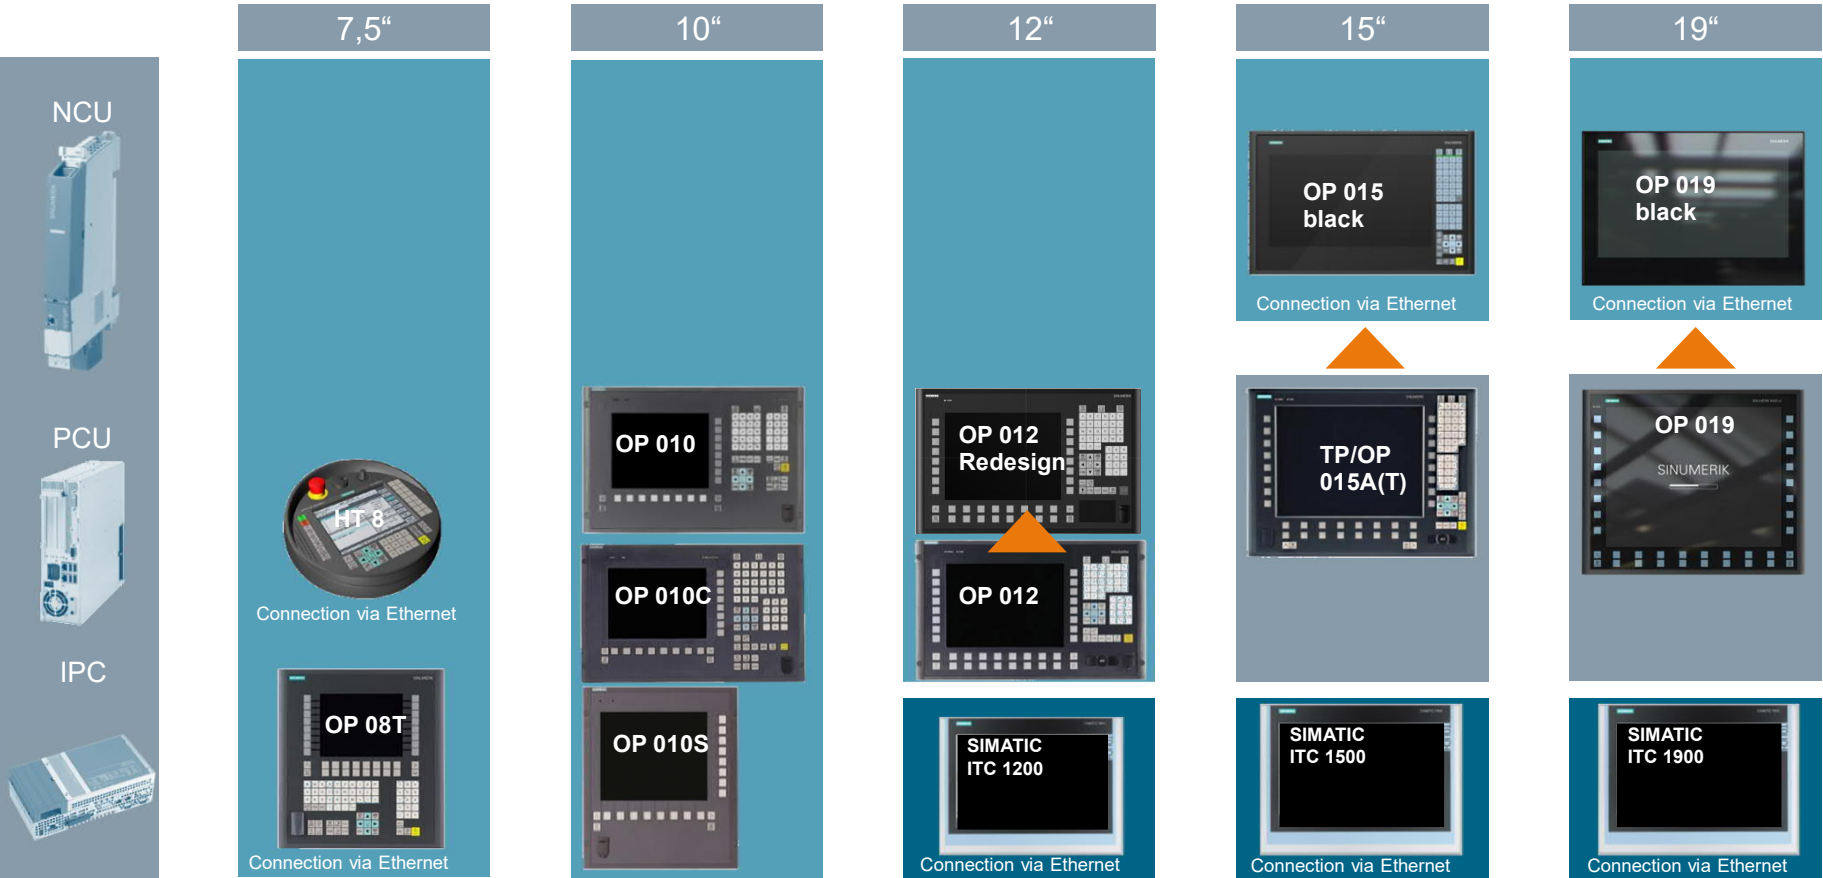 7,5“
10“
12“
15“
19“
NCU
PCU
IPC
HT 8
Connection via Ethernet
OP 08T
Connection via Ethernet
OP 010
OP 010C
OP 010S
OP 012
Redesign
OP 012
SIMATIC
ITC 1200
Connection via Ethernet
OP 015
black
Connection via Ethernet
TP/OP
015A(T)
SIMATIC
ITC 1500
Connection via Ethernet
OP 019
black
Connection via Ethernet
OP 019
SINUMERIK
SIMATIC
ITC 1900
Connection via Ethernet